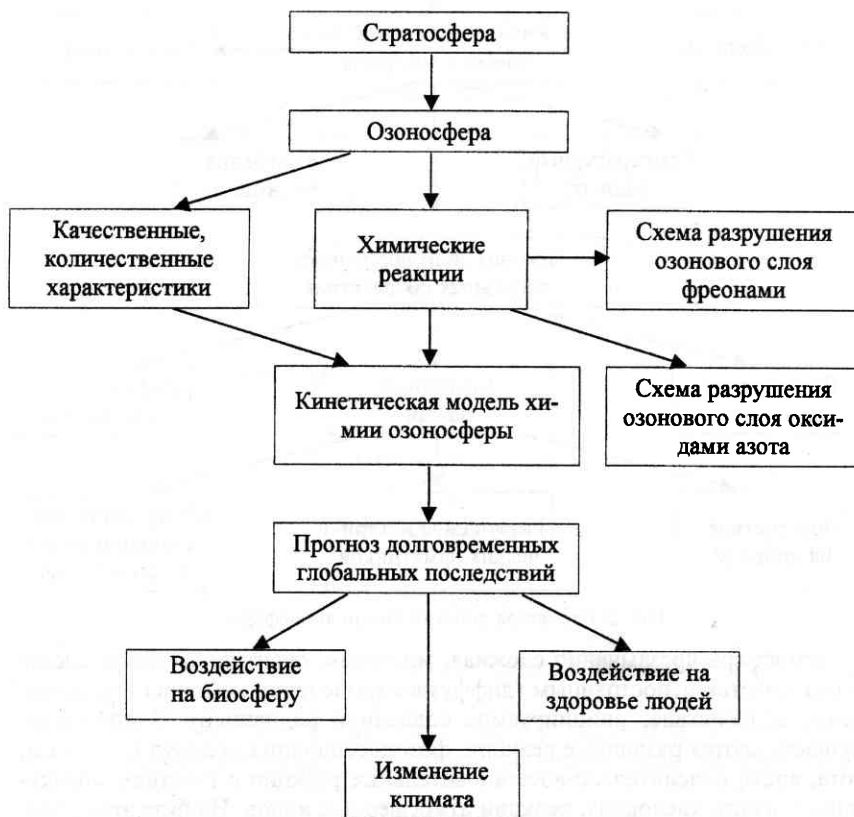 Стратосфера
Озоносфера
Качественные,
количественные
характеристики
Химические
реакции
Схема разрушения
озонового слоя
фреонами
Кинетическая модель хи-
мии озоносферы
Схема разрушения
озонового слоя окси-
дами азота
Прогноз долговременных
глобальных последствий
Воздействие
на биосферу
Воздействие на
здоровье людей
Изменение
климата